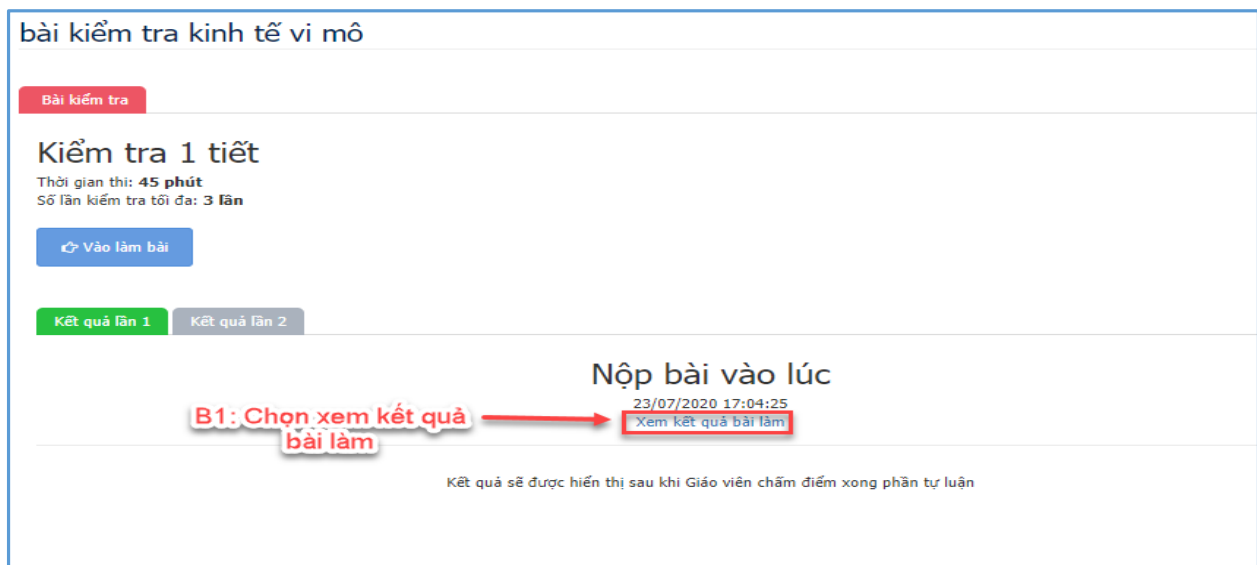 bài kiểm tra kinh tế vi mô
Bài kiểm tra
Kiểm tra 1 tiết
Thời gian thi: 45 phút
Số lần kiểm tra tối đa: 3 lần
Vào làm bài
Kết quả lần 1 Kết quả lần 2
Nộp bài vào lúc
23/07/2020 17:04:25
Xem kết quả bài làm
B1: Chọn xem kết quả
bài làm
Kết quả sẽ được hiển thị sau khi Giáo viên chấm điểm xong phần tự luận